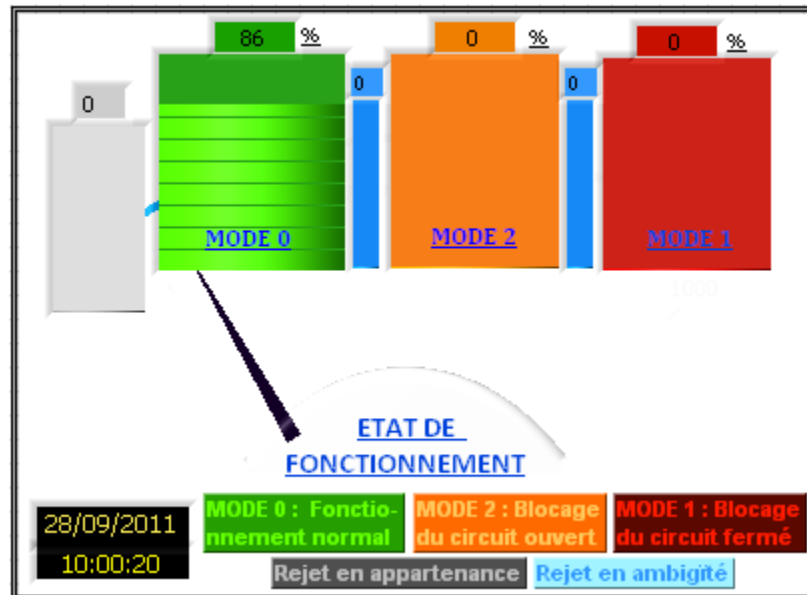 86 %
0 %
0 %
0
0
0
MODE 0
MODE 2
MODE 1
1000
ETAT DE
FONCTIONNEMENT
28/09/2011
10:00:20
MODE 0 : Fonctio-
nnement normal
MODE 2 : Blocage
du circuit ouvert
MODE 1 : Blocage
du circuit fermé
Rejet en appartenance
Rejet en ambigïté